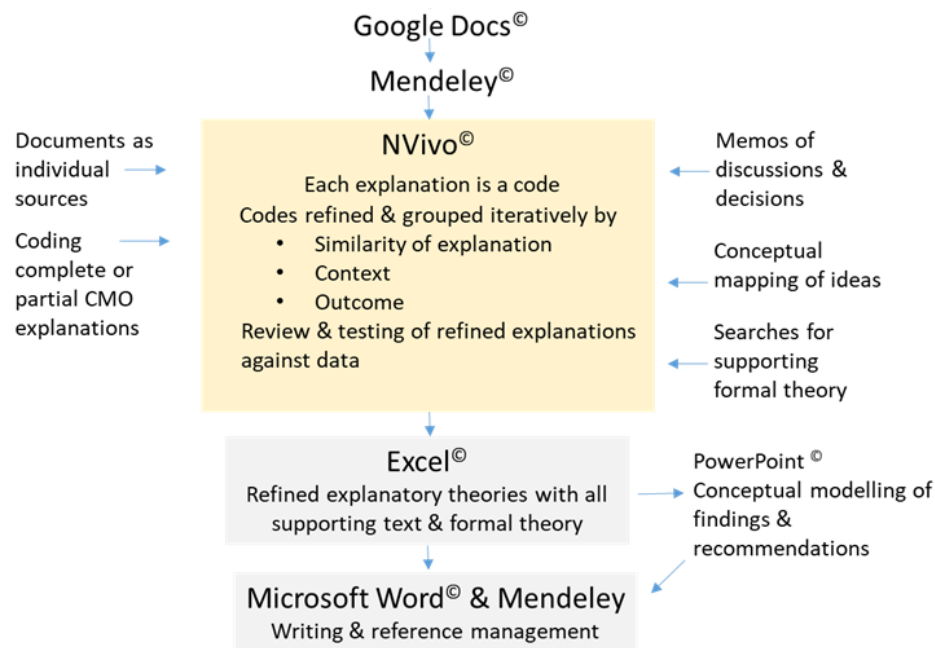 Google Docs©
Mendeley©
NVivo©
Each explanation is a code
Codes refined & grouped iteratively by
• Similarity of explanation
• Context
• Outcome
Review & testing of refined explanations
against data
Documents as
individual
sources
Coding
complete or
partial CMO
explanations
Memos of
discussions &
decisions
Conceptual
mapping of ideas
Searches for
supporting
formal theory
Excel©
Refined explanatory theories with all
supporting text & formal theory
PowerPoint ©
Conceptual modelling of
findings &
recommendations
Microsoft Word© & Mendeley
Writing & reference management